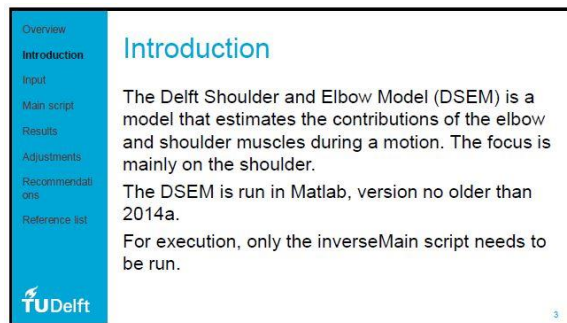 Overview
Introduction
Input
Main script
Results
Adjustments
Recommendati
ons
Reference list
TUDelft
Introduction
The Delft Shoulder and Elbow Model (DSEM) is a
model that estimates the contributions of the elbow
and shoulder muscles during a motion. The focus is
mainly on the shoulder.
The DSEM is run in Matlab, version no older than
2014a.
For execution, only the inverseMain script needs to
be run.
3